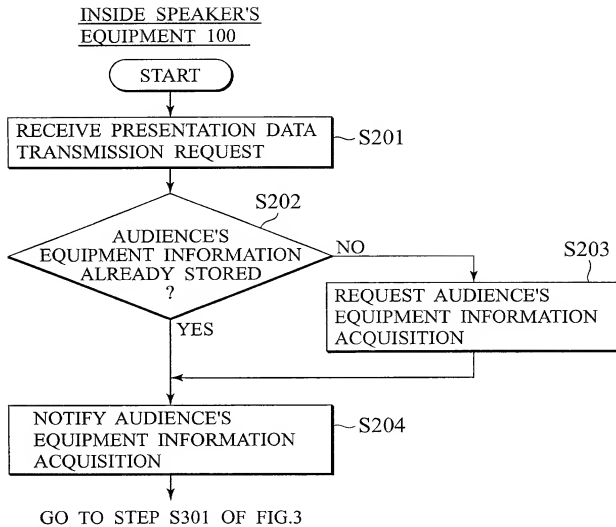 INSIDE SPEAKER'S
EQUIPMENT 100
START
RECEIVE PRESENTATION DATA
TRANSMISSION REQUEST
S201
S202
AUDIENCE'S
EQUIPMENT INFORMATION
ALREADY STORED
?
NO
YES
S203
REQUEST AUDIENCE'S
EQUIPMENT INFORMATION
ACQUISITION
NOTIFY AUDIENCE'S
EQUIPMENT INFORMATION
ACQUISITION
S204
GO TO STEP S301 OF FIG.3